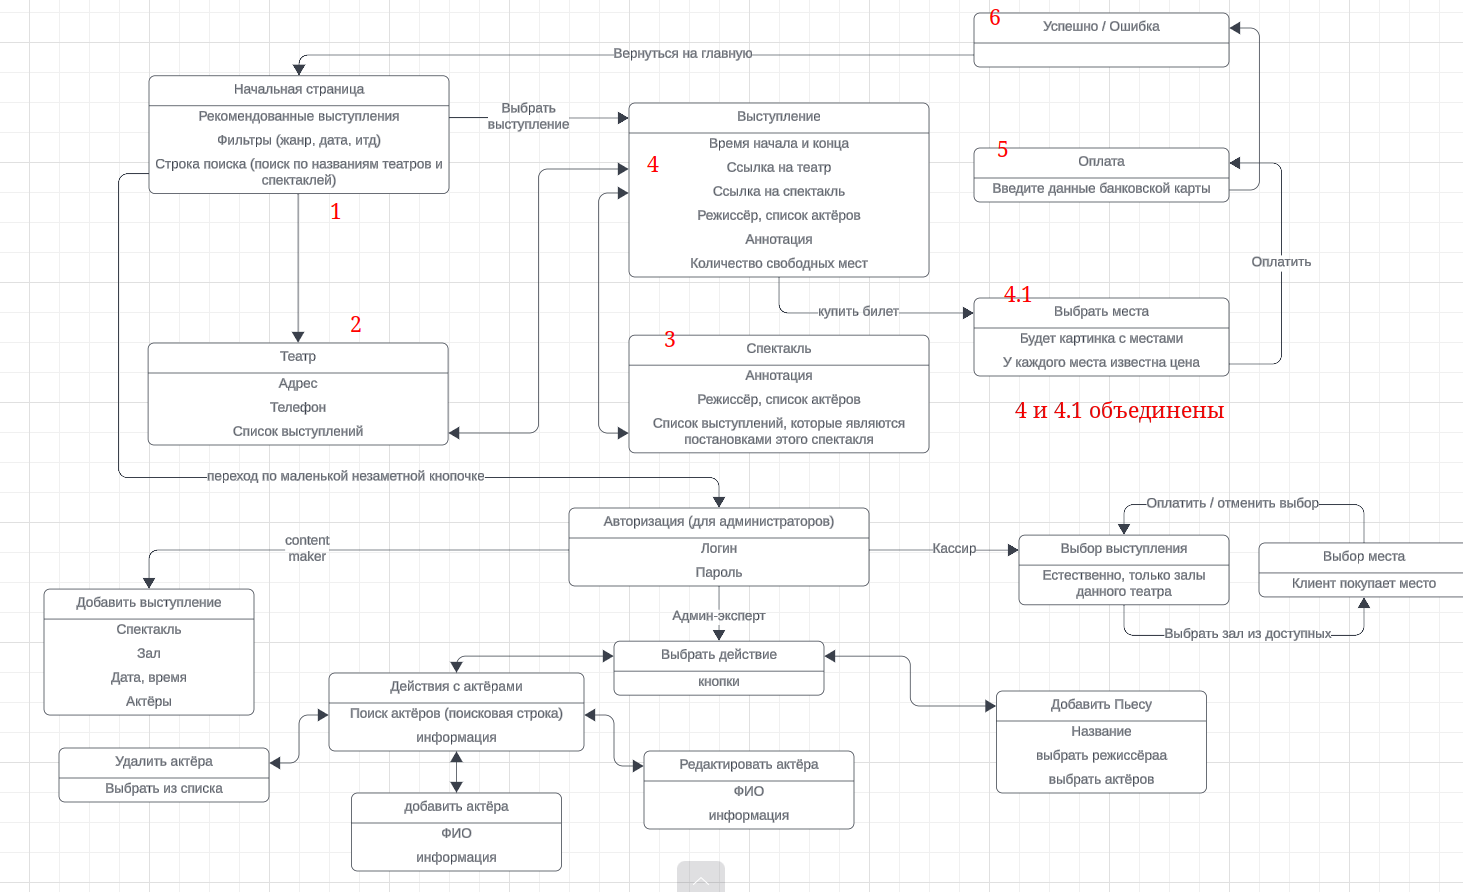 6
Успешно / Ошибка
Вернуться на главную
Начальная страница
Рекомендованные выступления
Фильтры (жанр, дата, итд)
Строка поиска (поиск по названиям театров и
спектаклей)
1
Выбрать
выступление
Выступление
Время начала и конца
4
Ссылка на театр
Ссылка на спектакль
Режиссёр, список актёров
Аннотация
Количество свободных мест
5
Оплата
Введите данные банковской карты
Оплатить
купить билет
4.1
Выбрать места
Будет картинка с местами
У каждого места известна цена
4 и 4.1 объединены
2
Театр
Адрес
Телефон
Список выступлений
3
Спектакль
Аннотация
Режиссёр, список актёров
Список выступлений, которые являются
постановками этого спектакля
переход по маленькой незаметной кнопочке
Авторизация (для администраторов)
Логин
Пароль
content
maker
Кассир
Оплатить / отменить выбор
Выбор выступления
Естественно, только залы
данного театра
Выбор места
Клиент покупает место
Выбрать зал из доступных
Добавить выступление
Спектакль
Зал
Дата, время
Актёры
Админ-эксперт
Выбрать действие
кнопки
Действия с актёрами
Поиск актёров (поисковая строка)
информация
Добавить Пьесу
Название
выбрать режиссёраа
выбрать актёров
Удалить актёра
Выбрать из списка
добавить актёра
ФИО
информация
Редактировать актёра
ФИО
информация